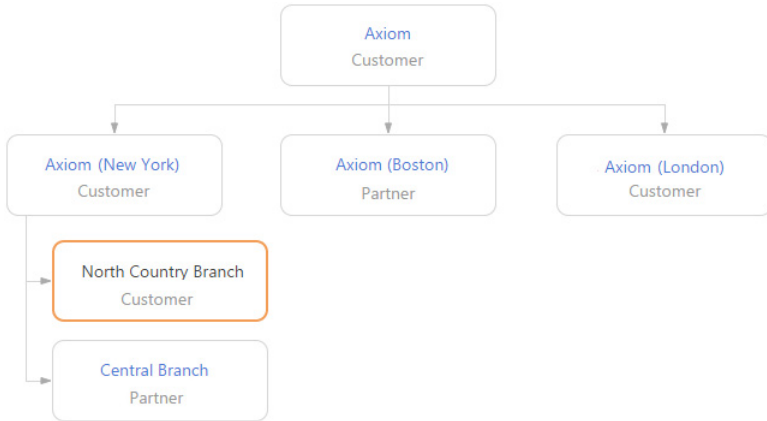 Axiom
Customer
Axiom (New York)
Customer
Axiom (Boston)
Partner
Axiom (London)
Customer
North Country Branch
Customer
Central Branch
Partner